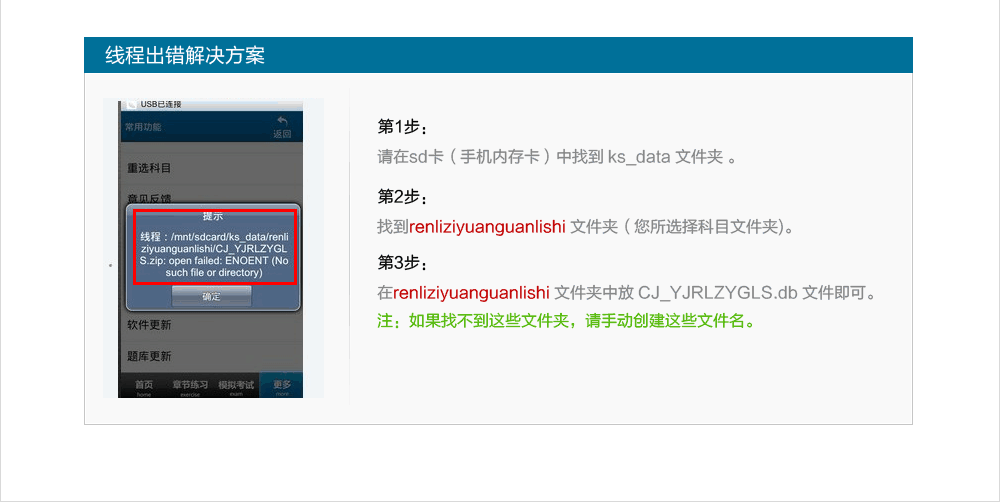 线程出错解决方案
USB已连接
常用功能
返回
重选科目
意见反馈
提示
线程：/mnt/sdcard/ks_data/renli
ziyuanguanlishi/CJ_YJRLZYGL
S.zip: open failed: ENOENT (No
such file or directory)
确定
软件更新
题库更新
首页 章节练习 模拟考试 更多
home exercise exam more
第1步：
请在sd卡（手机内存卡）中找到 ks_data 文件夹 。
第2步：
找到renliziyuanguanlishi 文件夹（您所选择科目文件夹)。
第3步：
在renliziyuanguanlishi 文件夹中放 CJ_YJRLZYGLS.db 文件即可。
注：如果找不到这些文件夹，请手动创建这些文件名。